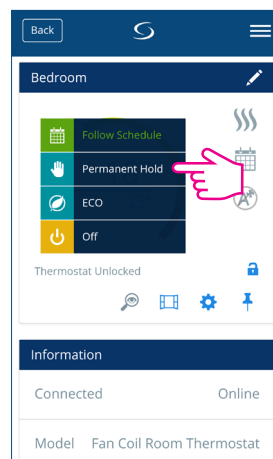 Back
Bedroom
Follow Schedule
Permanent Hold
ECO
Off
Thermostat Unlocked
Information
Connected Online
Model Fan Coil Room Thermostat